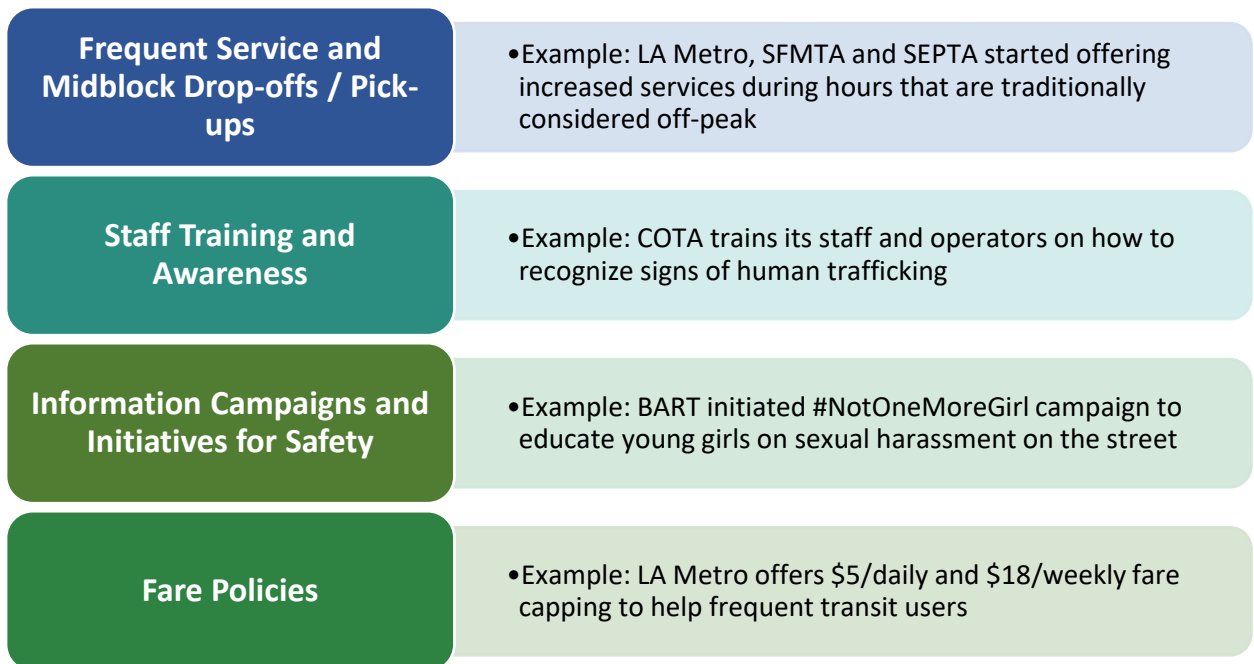 Frequent Service and
Midblock Drop-offs / Pick-
ups
•Example: LA Metro, SFMTA and SEPTA started offering
increased services during hours that are traditionally
considered off-peak
Staff Training and
Awareness
•Example: COTA trains its staff and operators on how to
recognize signs of human trafficking
Information Campaigns and
Initiatives for Safety
•Example: BART initiated #NotOneMoreGirl campaign to
educate young girls on sexual harassment on the street
Fare Policies
•Example: LA Metro offers $5/daily and $18/weekly fare
capping to help frequent transit users